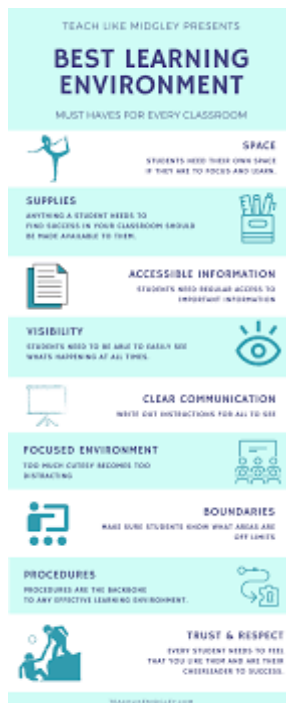 TEACH LIKE MIDGLEY PRESENTS
BEST LEARNING
ENVIRONMENT
MUST HAVES FOR EVERY CLASSROOM
SPACE
STUDENTS NEED THEIR OWN SPACE
IF THEY ARE TO FOCUS AND LEARN.
SUPPLIES
ANYTHING A STUDENT NEEDS TO
FIND SUCCESS IN YOUR CLASSROOM SHOULD
BE MADE AVAILABLE TO THEM.
ACCESSIBLE INFORMATION
STUDENTS NEED REGULAR ACCESS TO
IMPORTANT INFORMATION
VISIBILITY
STUDENTS NEED TO BE ABLE TO EASILY SEE
WHATS HAPPENING AT ALL TIMES.
CLEAR COMMUNICATION
WRITE OUT INSTRUCTIONS FOR ALL TO SEE
FOCUSED ENVIRONMENT
TOO MUCH CUTESY BECOMES TOO
DISTRACTING
BOUNDARIES
MAKE SURE STUDENTS KNOW WHAT AREAS ARE
OFF LIMITS
PROCEDURES
PROCEDURES ARE THE BACKBONE
TO ANY EFFECTIVE LEARNING ENVIRONMENT.
TRUST & RESPECT
EVERY STUDENT NEEDS TO FEEL
THAT YOU LIKE THEM AND ARE THEIR
CHEERLEADER TO SUCCESS.